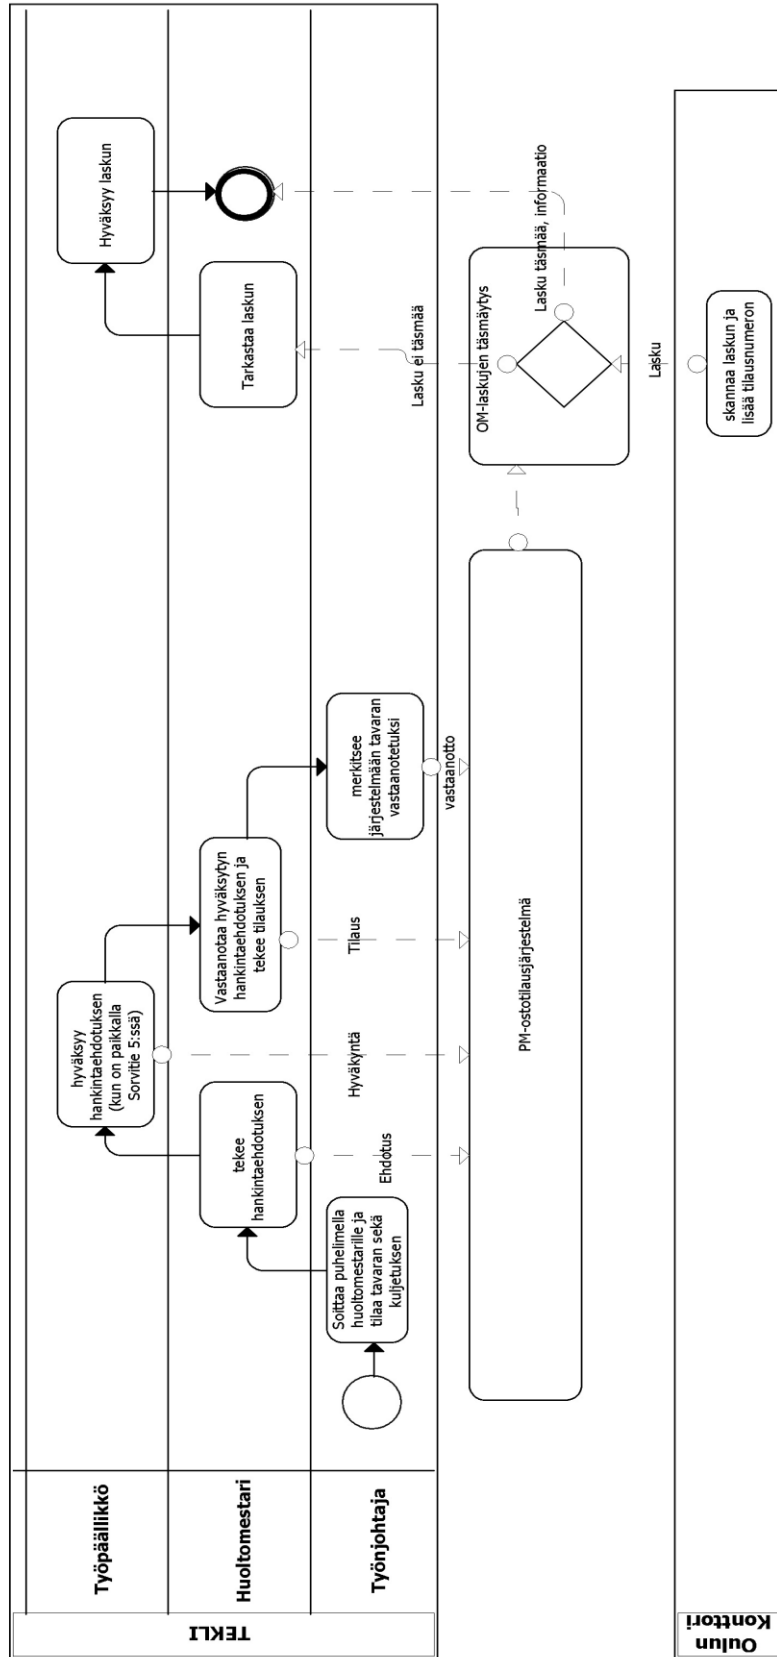 TEKLI
Työpäällikkö
Huoltomestari
Työnjohtaja
Soittaa puhelimella
huoltomestarille ja
tilaa tavaran sekä
kuljetuksen
tekee
hankintaehdotuksen
hyväksyy
hankintaehdotuksen
(kun on paikkalla
Sorvitie 5:ssä)
Vastaanotaa hyväksytyn
hankintaehdotuksen ja
tekee tilauksen
merkitsee
järjestelmään tavaran
vastaanotetuksi
Tarkastaa laskun
Hyväksyy laskun
Ehdotus
Hyväkyntä
Tilaus
vastaanotto
PM-ostotilausjärjestelmä
Lasku ei täsmää
OM-laskujen täsmäytys
Lasku täsmää, informaatio
Lasku
Oulun
Konttori
skannaa laskun ja
lisää tilausnumeron